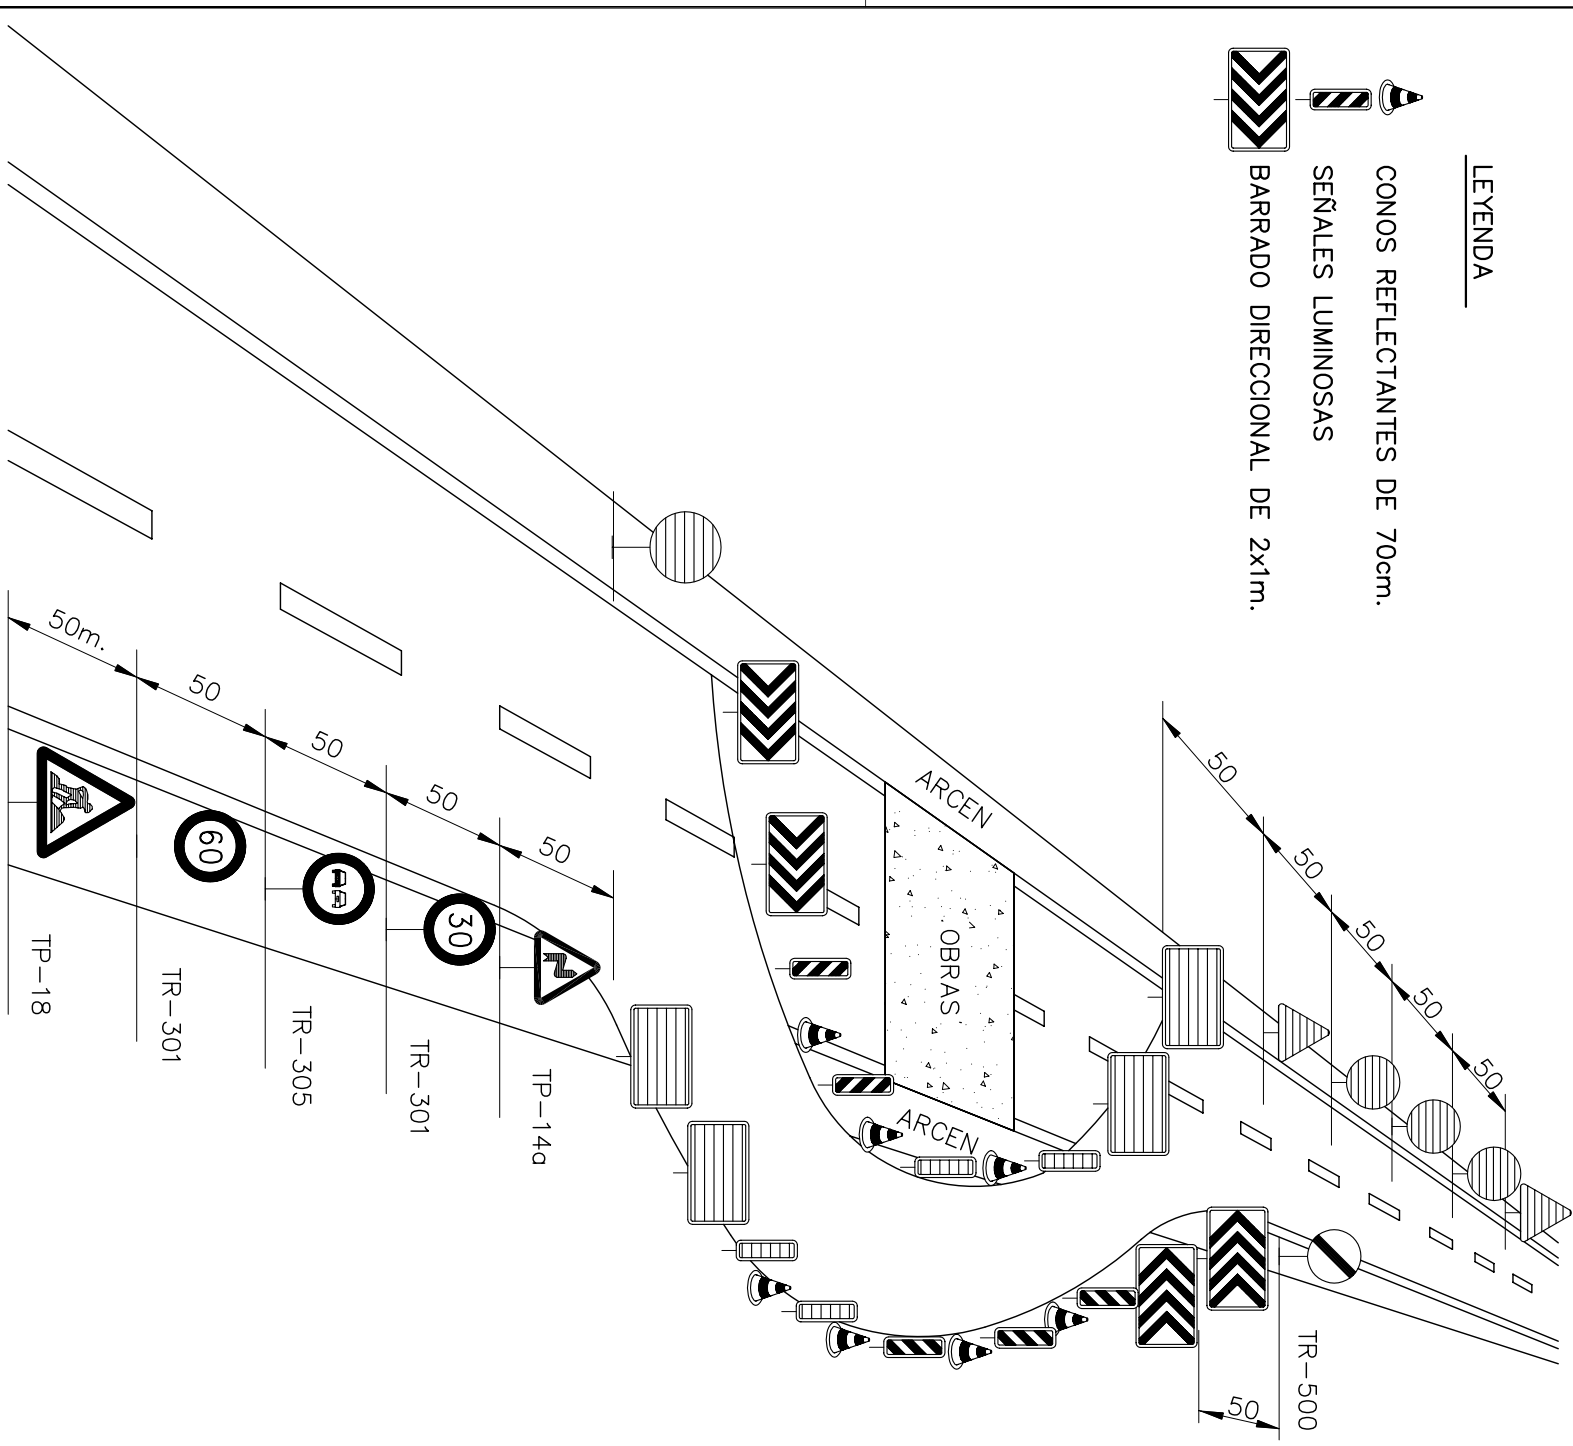 LEYENDA
CONOS REFLECTANTES DE 70cm.
SEÑALES LUMINOSAS
BARRADO DIRECCIONAL DE 2x1m.
TR-500
50
50
50
50
50
50
ARCEN
OBRAS
ARCEN
50
50
50
50
50m.
30
60
TP-14a
TR-301
TR-305
TR-301
TP-18